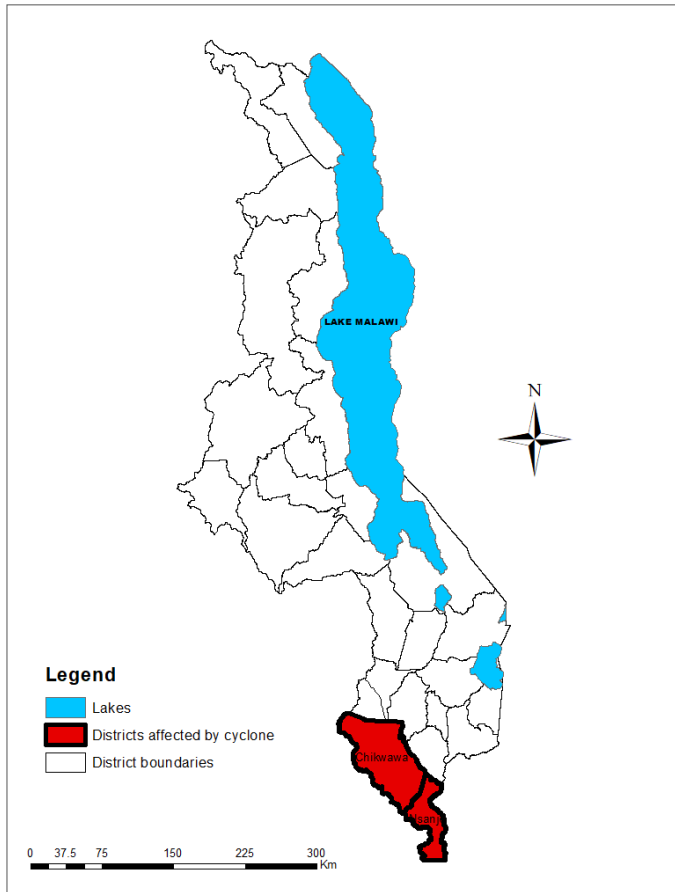 LAKE MALAWI
N
Legend
Lakes
Districts affected by cyclone
District boundaries
Chikwawa
Nsanje
0 37.5 75 150 225 300
Km